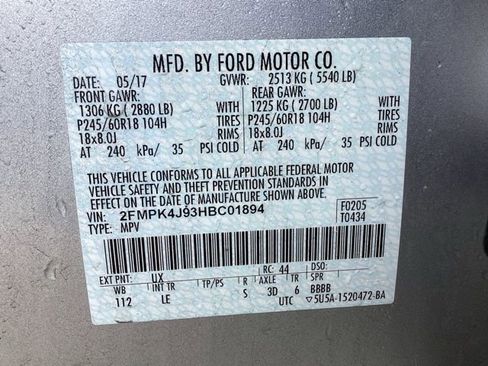 MFD. BY FORD MOTOR CO.
DATE: 05/17 GVWR: 2513 KG ( 5540 LB)
FRONT GAWR: REAR GAWR:
1306 KG ( 2880 LB) 1225 KG ( 2700 LB)
P245/60R18 104H TIRES P245/60R18 104H
18x8.0J RIMS 18x8.0J
AT 240 kPa/ 35 PSI COLD AT 240 kPa/ 35 PSI COLD
THIS VEHICLE CONFORMS TO ALL APPLICABLE FEDERAL MOTOR
VEHICLE SAFETY AND THEFT PREVENTION STANDARDS IN
EFFECT ON THE DATE OF MANUFACTURE SHOWN ABOVE.
VIN: 2FMPK4J93HBC01894 F0205
TYPE: MPV T0434
EXT PNT: UX RC: 44 DSO:
WB INT TR TP/PS R AXLE TR SPR
112 LE S 3D 6 BBBB
UTC 5U5A-1520472-BA